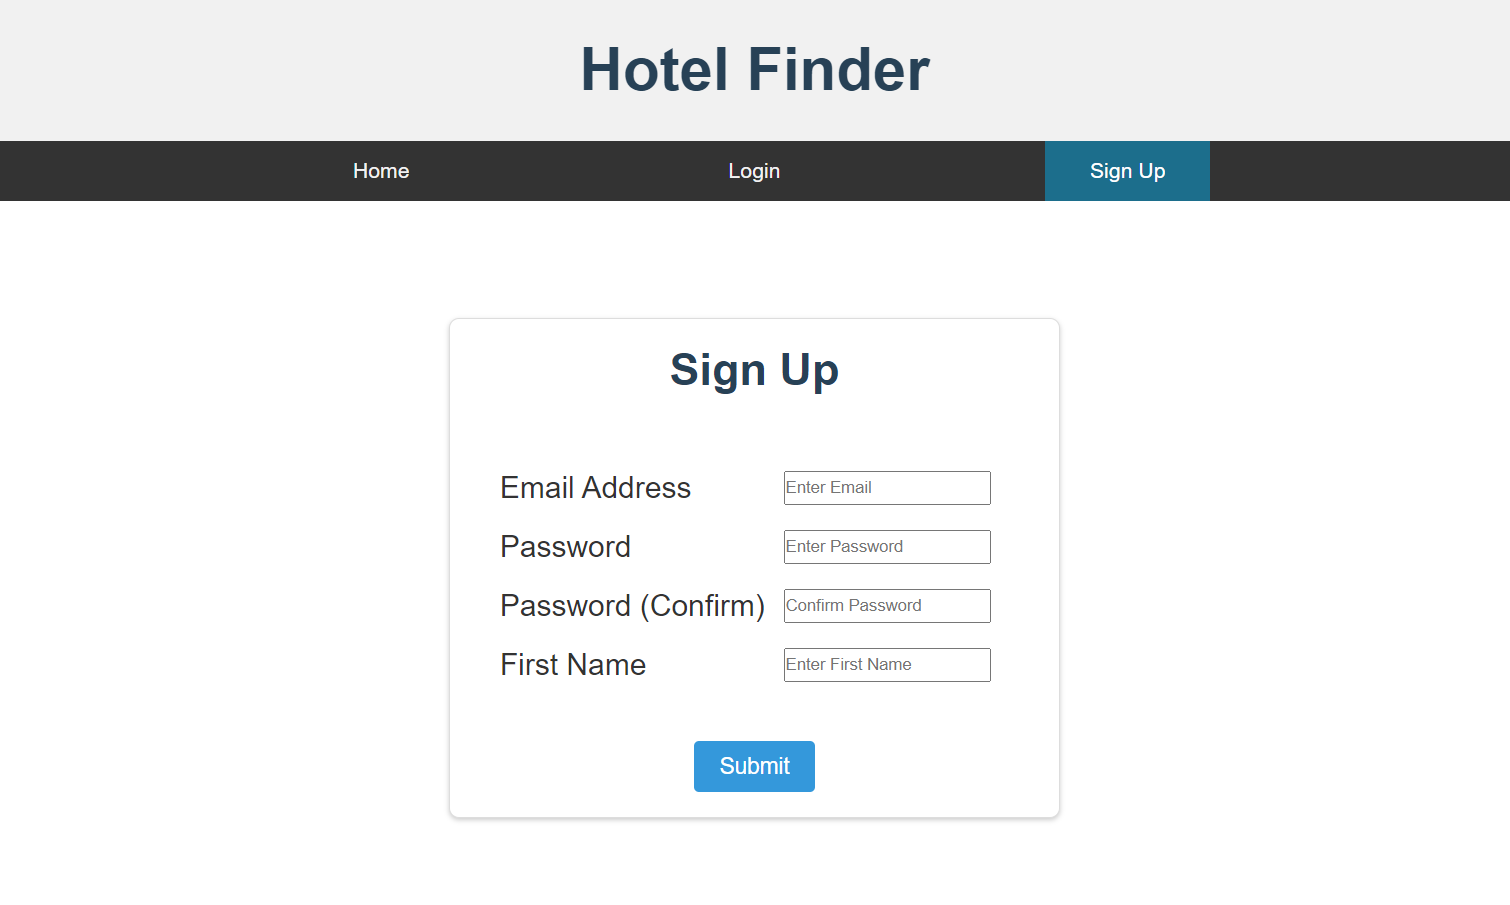 Hotel Finder
Home Login Sign Up
Sign Up
Email Address Enter Email
Password Enter Password
Password (Confirm) Confirm Password
First Name Enter First Name
Submit